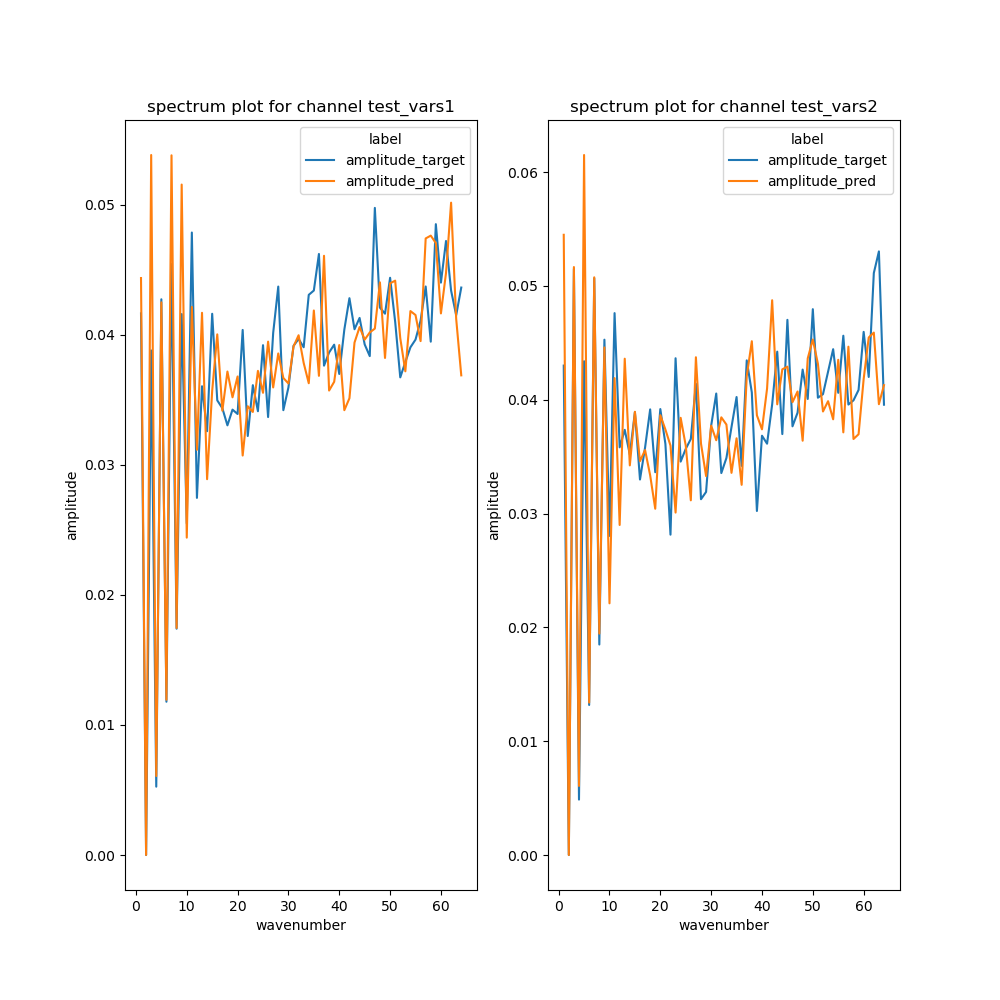 spectrum plot for channel test_vars1
label
amplitude_target
amplitude_pred
0.05
0.04
0.03
0.02
0.01
0.00
amplitude
0 10 20 30 40 50 60
wavenumber
spectrum plot for channel test_vars2
label
amplitude_target
amplitude_pred
0.06
0.05
0.04
0.03
0.02
0.01
0.00
amplitude
0 10 20 30 40 50 60
wavenumber